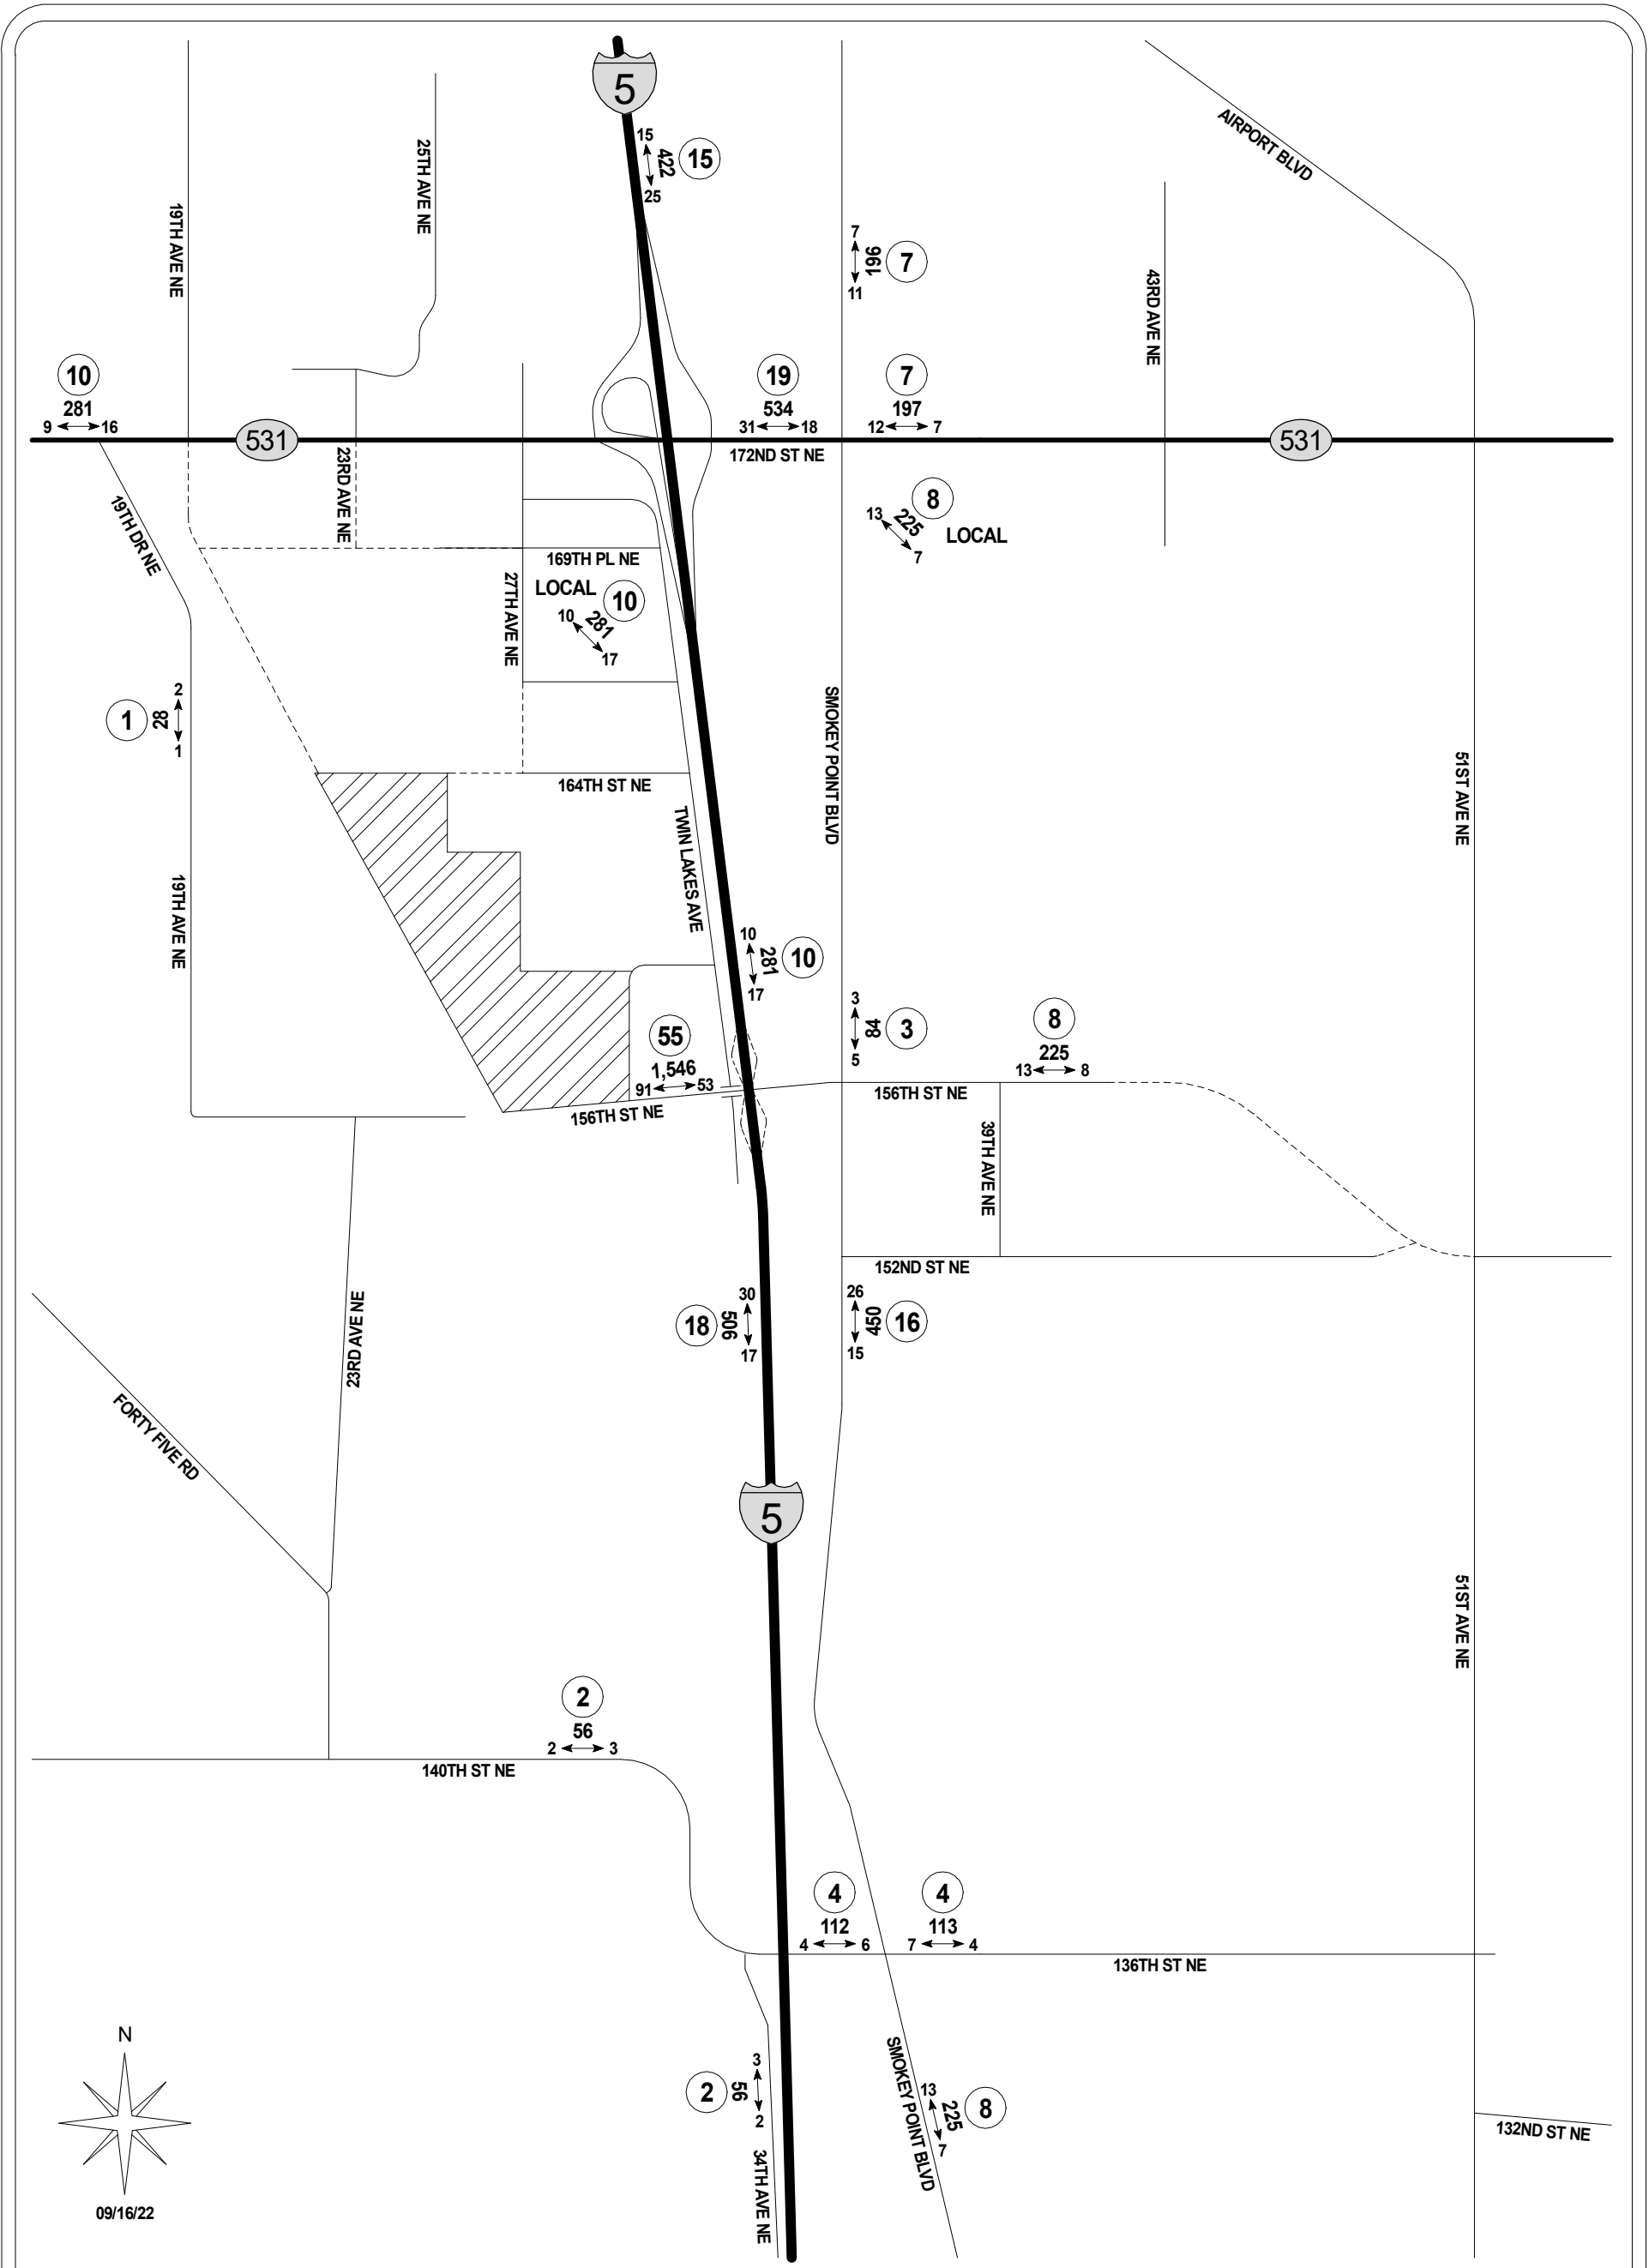 5
15
422
15
25
25TH AVE NE
19TH AVE NE
AIRPORT BLVD
7
196
7
11
43RD AVE NE
10
281
9 16
531
23RD AVE NE
19
534
31 18
172ND ST NE
7
197
12 7
531
19TH DR NE
8
13
225
7
LOCAL
169TH PL NE
27TH AVE NE
LOCAL
10
10
281
17
2
1
28
1
SMOKEY POINT BLVD
51ST AVE NE
164TH ST NE
TWIN LAKES AVE
19TH AVE NE
10
281
10
17
3
84
3
5
8
225
13 8
55
1,546
91 53
156TH ST NE
156TH ST NE
39TH AVE NE
152ND ST NE
30
18
506
17
26
450
16
15
23RD AVE NE
FORTY FIVE RD
5
51ST AVE NE
2
56
2 3
140TH ST NE
4
112
4 6
4
113
7 4
136TH ST NE
N
09/16/22
3
2
56
2
34TH AVE NE
SMOKEY POINT BLVD
13
225
8
7
132ND ST NE